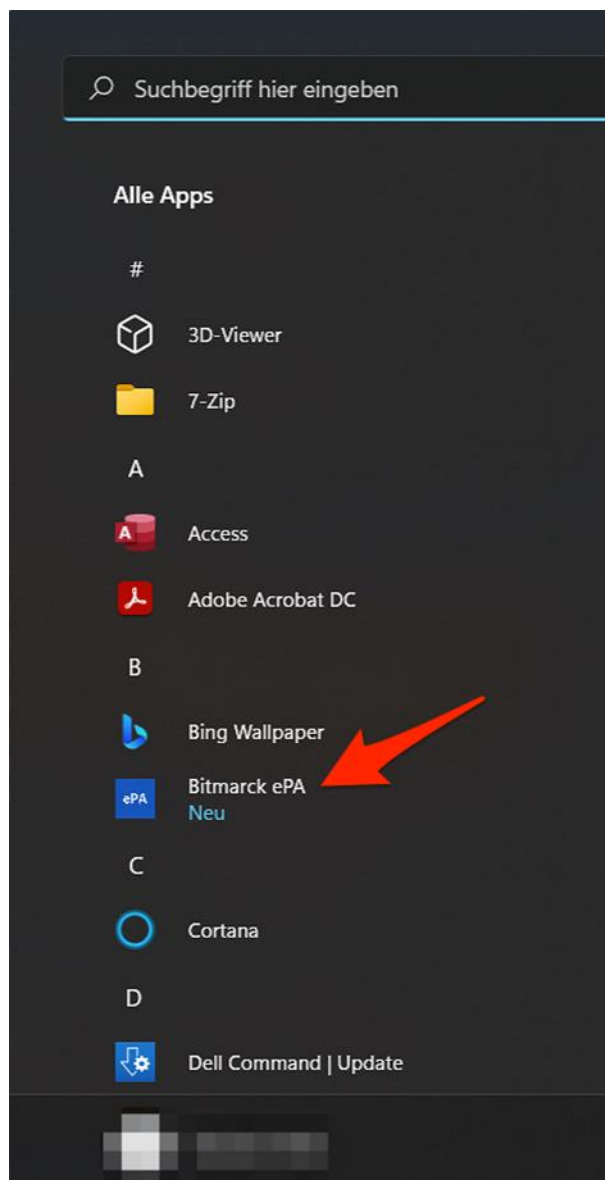 Suchbegriff hier eingeben
Alle Apps
#
3D-Viewer
7-Zip
A
A
Access
Adobe Acrobat DC
B
Bing Wallpaper
ePA
Bitmarck ePA
Neu
C
Cortana
D
Dell Command | Update